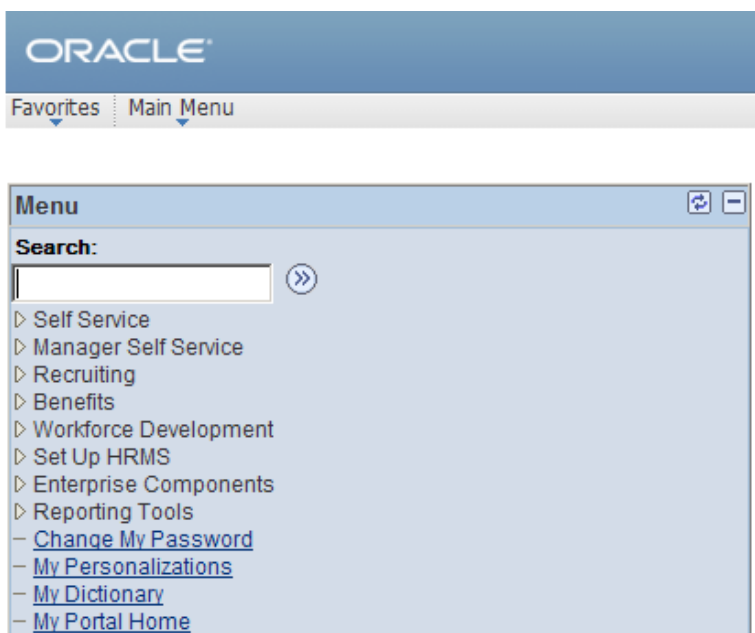 ORACLE
Favorites Main Menu
Menu
Search:
Self Service
Manager Self Service
Recruiting
Benefits
Workforce Development
Set Up HRMS
Enterprise Components
Reporting Tools
Change My Password
My Personalizations
My Dictionary
My Portal Home